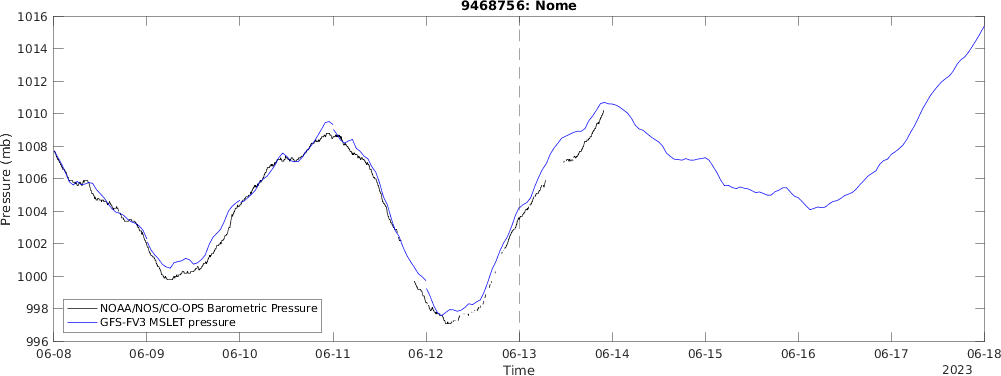 9468756: Nome
Pressure (mb)
1016
1014
1012
1010
1008
1006
1004
1002
1000
998
996
NOAA/NOS/CO-OPS Barometric Pressure
GFS-FV3 MSLET pressure
06-08 06-09 06-10 06-11 06-12 06-13 06-14 06-15 06-16 06-17 06-18
Time
2023